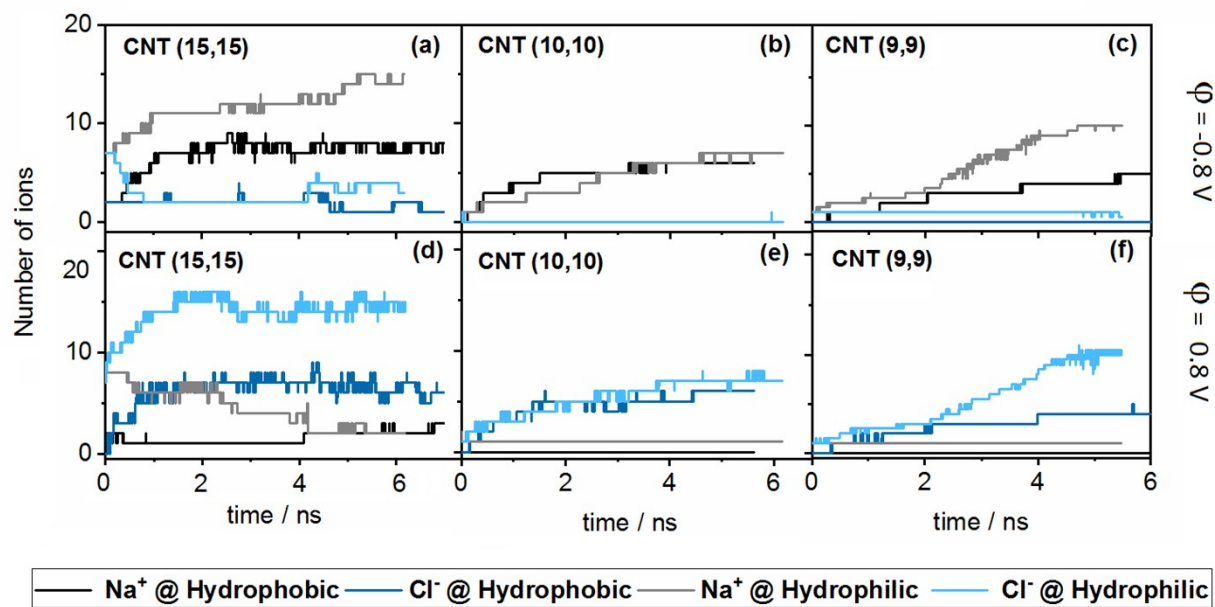 20
CNT (15,15) (a)
CNT (10,10) (b)
CNT (9,9) (c)
10
0
φ = -0.8 V
Number of ions
20
CNT (15,15) (d)
CNT (10,10) (e)
CNT (9,9) (f)
10
0
φ = 0.8 V
0 2 4 6
0 2 4 6
0 2 4 6
time / ns
time / ns
time / ns
Na⁺ @ Hydrophobic Cl⁻ @ Hydrophobic Na⁺ @ Hydrophilic Cl⁻ @ Hydrophilic